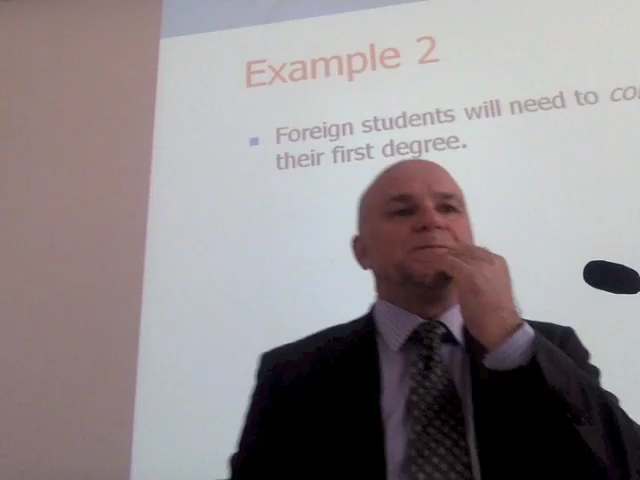 Example 2
Foreign students will need to
their first degree.